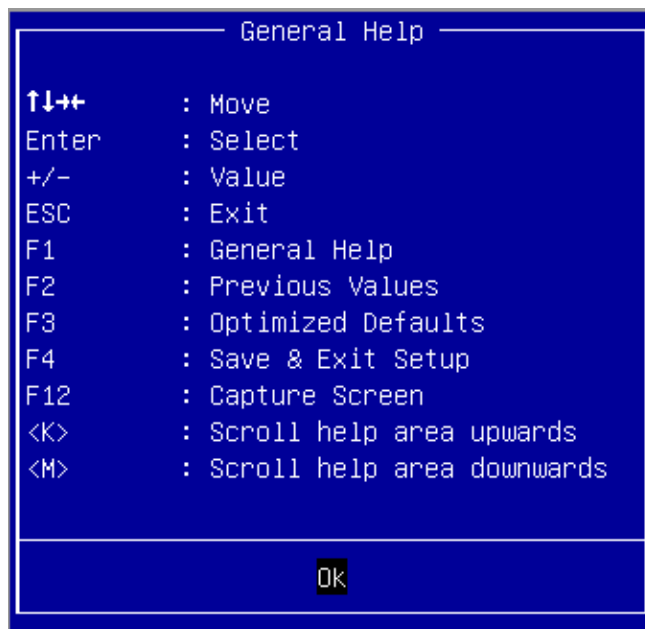 General Help
↑↓→← : Move
Enter : Select
+/- : Value
ESC : Exit
F1 : General Help
F2 : Previous Values
F3 : Optimized Defaults
F4 : Save & Exit Setup
F12 : Capture Screen
<K> : Scroll help area upwards
<M> : Scroll help area downwards
Ok